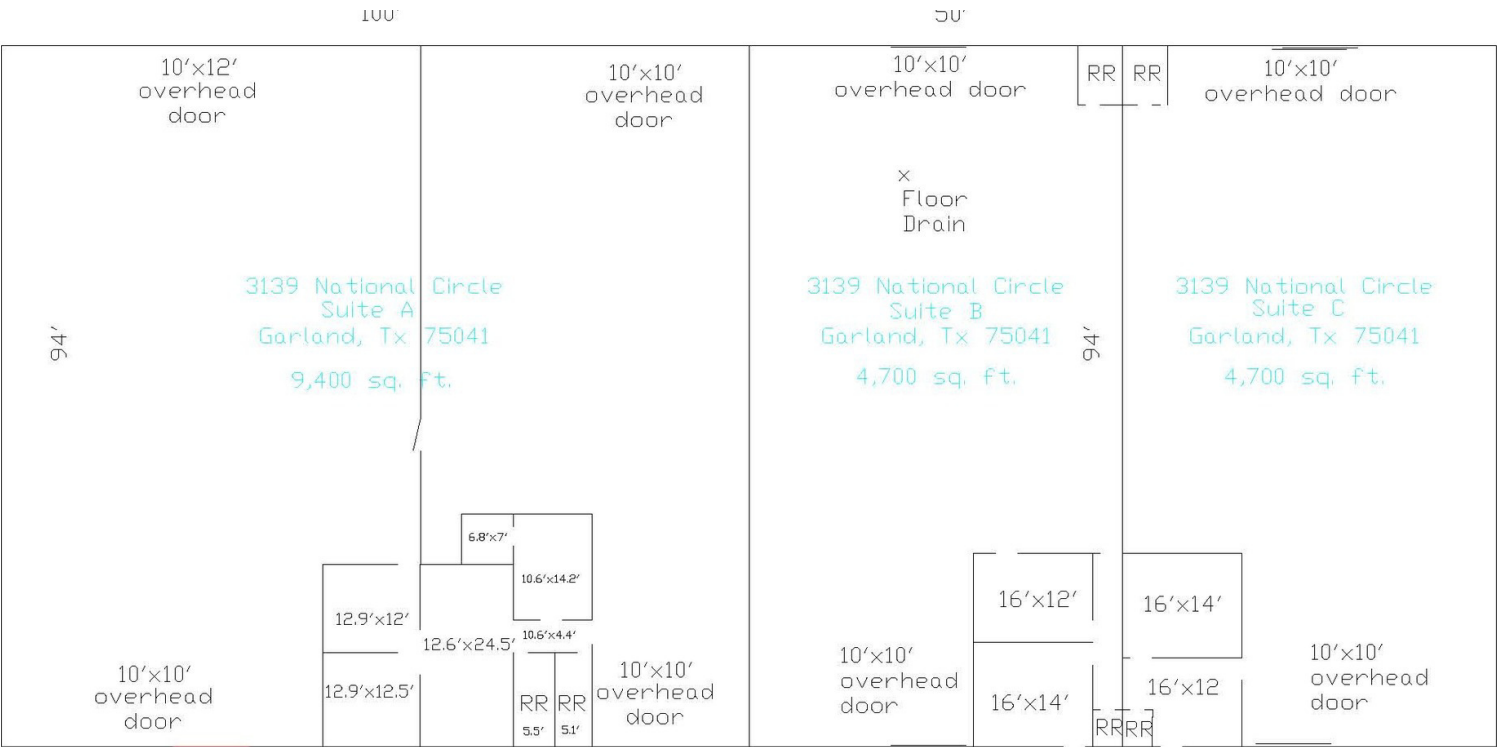 100'
50'
10'x12'
overhead
door
10'x10'
overhead
door
10'x10'
overhead door
RR
RR
10'x10'
overhead door
x
Floor
Drain
3139 National Circle
Suite A
Garland, Tx 75041
9,400 sq. ft.
94'
3139 National Circle
Suite B
Garland, Tx 75041
4,700 sq. ft.
94'
3139 National Circle
Suite C
Garland, Tx 75041
4,700 sq. ft.
6.8'x7'
10.6'x14.2'
12.9'x12'
10.6'x4.4'
12.6'x24.5'
12.9'x12.5'
RR
5.5'
RR
5.1'
10'x10'
overhead
door
10'x10'
overhead
door
16'x12'
16'x14'
10'x10'
overhead
door
16'x14'
16'x12
RR
RR
10'x10'
overhead
door